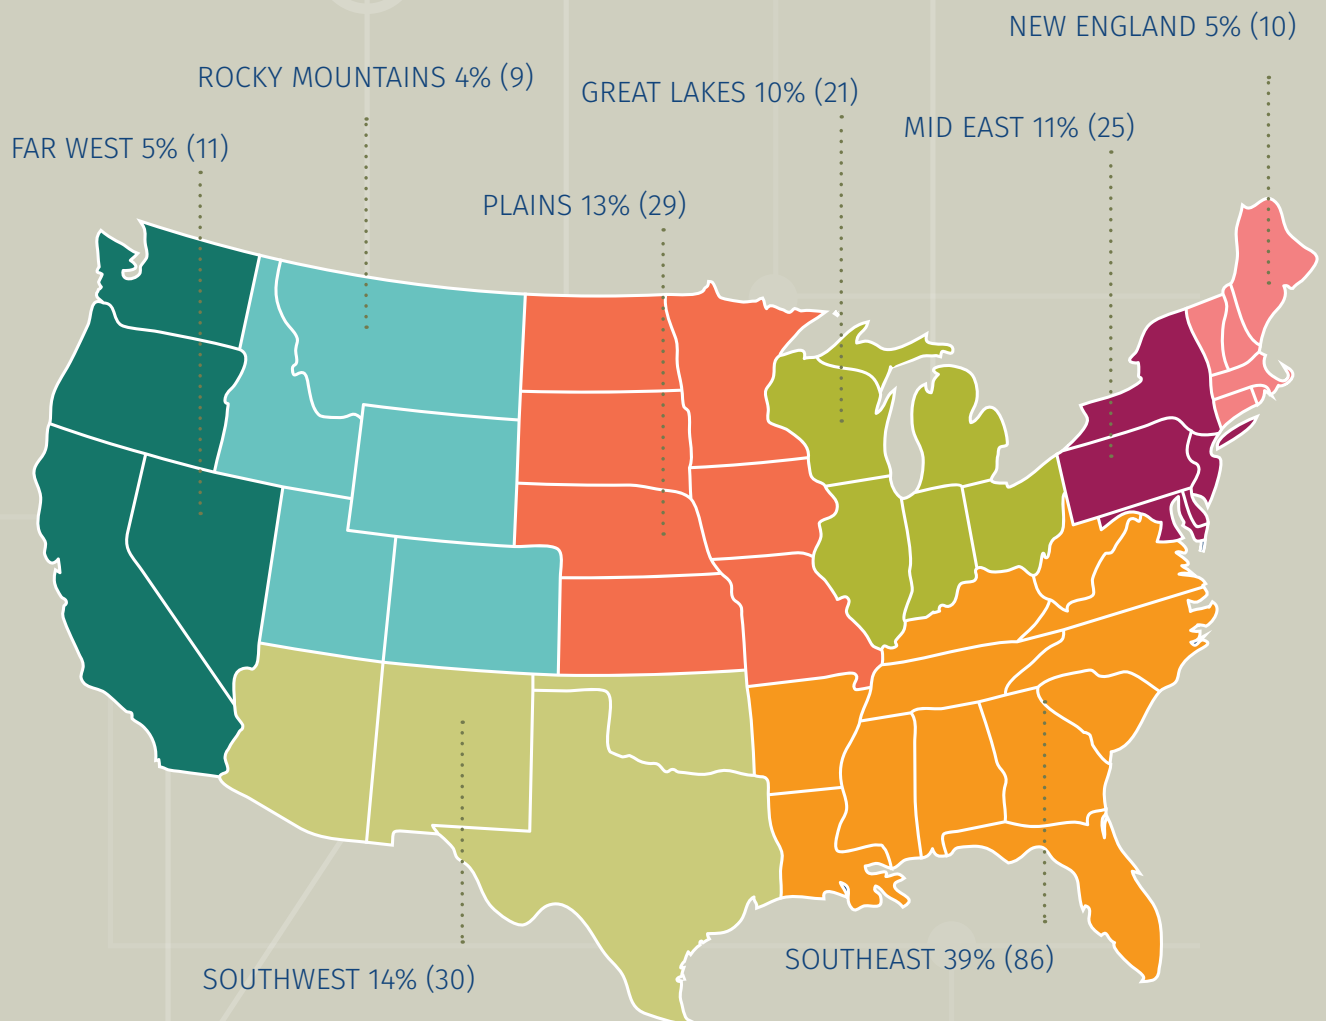 NEW ENGLAND 5% (10)
ROCKY MOUNTAINS 4% (9)
GREAT LAKES 10% (21)
MID EAST 11% (25)
FAR WEST 5% (11)
PLAINS 13% (29)
SOUTHEAST 39% (86)
SOUTHWEST 14% (30)